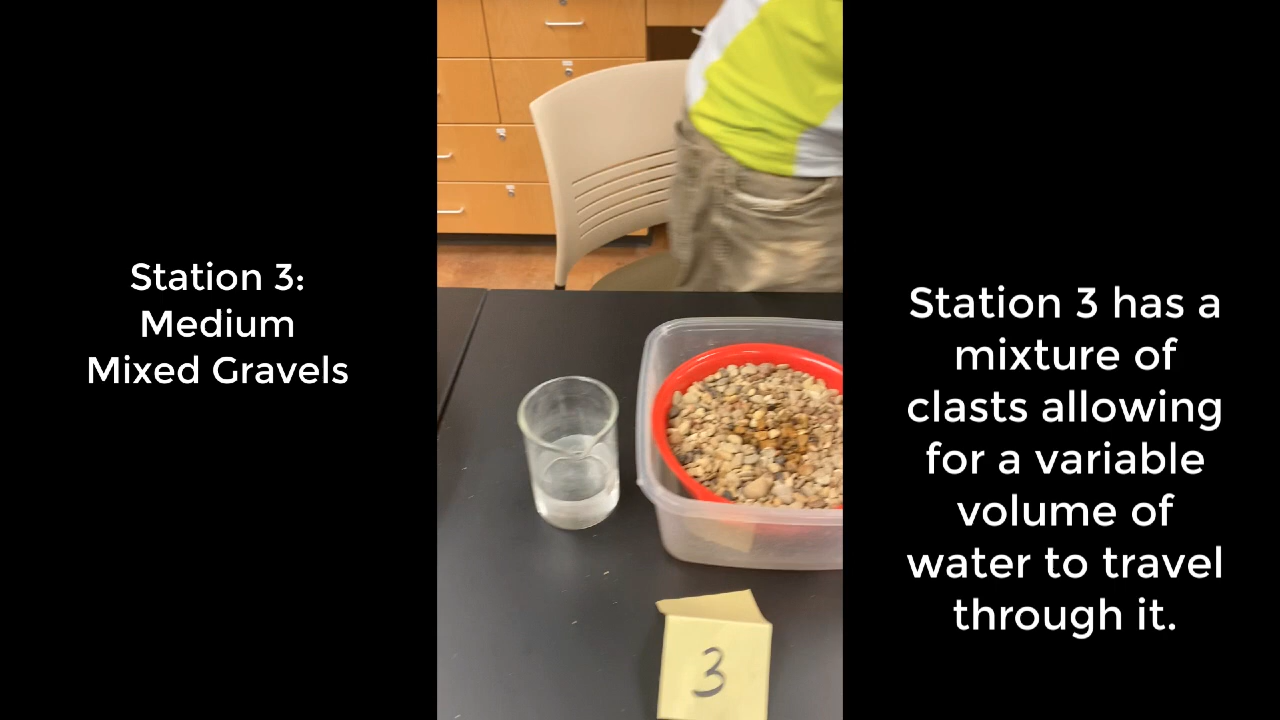 Station 3:
Medium
Mixed Gravels
Station 3 has a
mixture of
clasts allowing
for a variable
volume of
water to travel
through it.
3